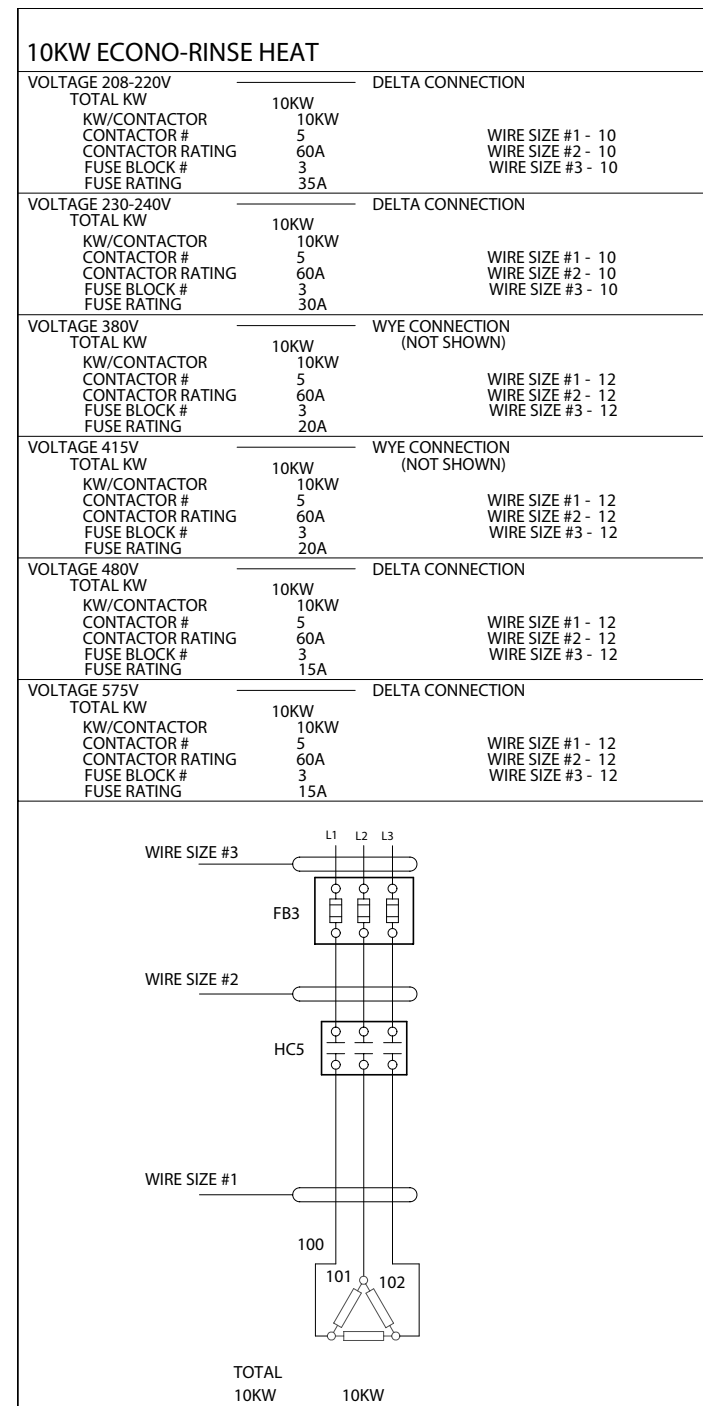 10KW ECONO-RINSE HEAT
VOLTAGE 208-220V DELTA CONNECTION
TOTAL KW 10KW
KW/CONTACTOR 10KW
CONTACTOR # 5 WIRE SIZE #1 - 10
CONTACTOR RATING 60A WIRE SIZE #2 - 10
FUSE BLOCK # 3 WIRE SIZE #3 - 10
FUSE RATING 35A
VOLTAGE 230-240V DELTA CONNECTION
TOTAL KW 10KW
KW/CONTACTOR 10KW
CONTACTOR # 5 WIRE SIZE #1 - 10
CONTACTOR RATING 60A WIRE SIZE #2 - 10
FUSE BLOCK # 3 WIRE SIZE #3 - 10
FUSE RATING 30A
VOLTAGE 380V WYE CONNECTION
TOTAL KW 10KW (NOT SHOWN)
KW/CONTACTOR 10KW
CONTACTOR # 5 WIRE SIZE #1 - 12
CONTACTOR RATING 60A WIRE SIZE #2 - 12
FUSE BLOCK # 3 WIRE SIZE #3 - 12
FUSE RATING 20A
VOLTAGE 415V WYE CONNECTION
TOTAL KW 10KW (NOT SHOWN)
KW/CONTACTOR 10KW
CONTACTOR # 5 WIRE SIZE #1 - 12
CONTACTOR RATING 60A WIRE SIZE #2 - 12
FUSE BLOCK # 3 WIRE SIZE #3 - 12
FUSE RATING 20A
VOLTAGE 480V DELTA CONNECTION
TOTAL KW 10KW
KW/CONTACTOR 10KW
CONTACTOR # 5 WIRE SIZE #1 - 12
CONTACTOR RATING 60A WIRE SIZE #2 - 12
FUSE BLOCK # 3 WIRE SIZE #3 - 12
FUSE RATING 15A
VOLTAGE 575V DELTA CONNECTION
TOTAL KW 10KW
KW/CONTACTOR 10KW
CONTACTOR # 5 WIRE SIZE #1 - 12
CONTACTOR RATING 60A WIRE SIZE #2 - 12
FUSE BLOCK # 3 WIRE SIZE #3 - 12
FUSE RATING 15A
L1 L2 L3
WIRE SIZE #3
FB3
WIRE SIZE #2
HC5
WIRE SIZE #1
100
101 102
TOTAL
10KW 10KW